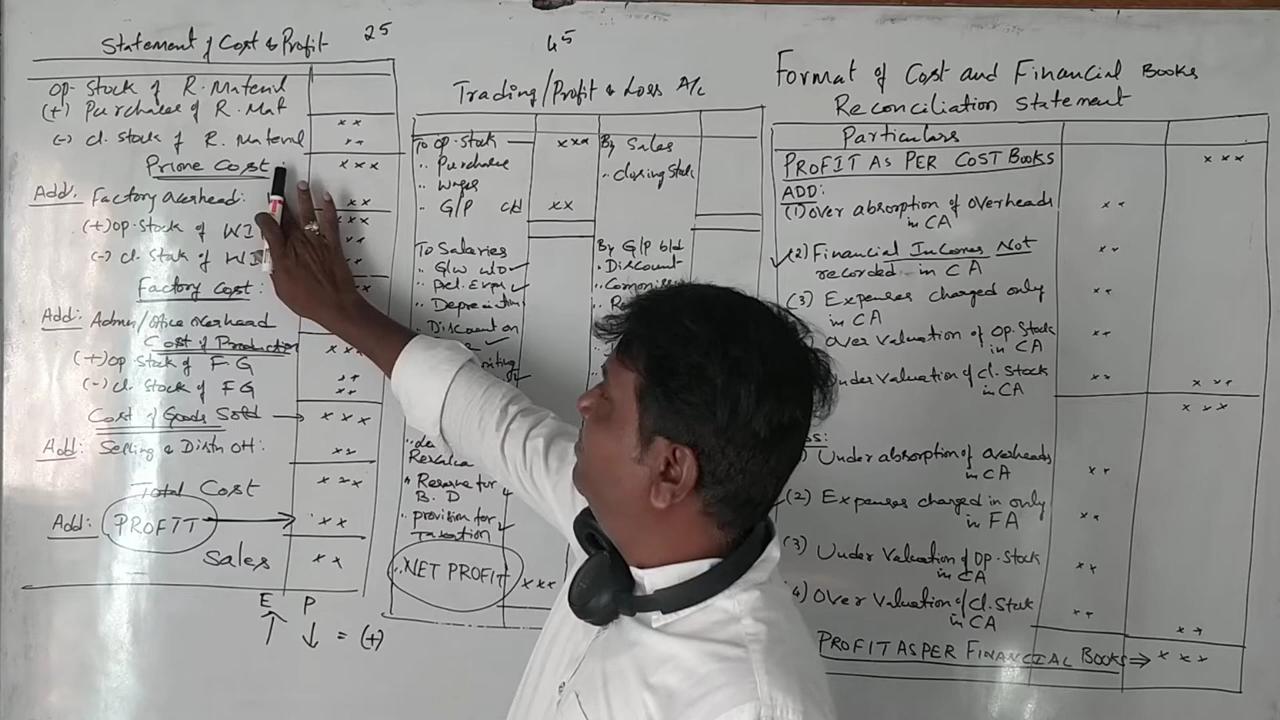 Statement of Cost & Profit 25
Op. Stock of R. Material
(+) Purchases of R. Mat
x x
(-) cl. stock of R. Material
Prime Cost: x x x
Add: Factory overhead: x x
x x x
(+) op. stock of WI
(-) cl. Stock of WI
Factory Cost:
Add: Admin/office overhead
Cost of Production x x x
(+) op stock of FG
(-) cl. Stock of FG x x
Cost of Goods Sold → x x x
Add: Selling & Distn OH: x x
Total Cost x x x
Add: PROFIT → x x
Sales x x
E P
↑ ↓ = (+)
45
Trading/Profit & Loss A/c
To op. stock x x x By Sales
" Purchase " closing stock
" wages
" G/P c/d x x
To Salaries By G/P b/d
" G/W w/o ✓ " Discount
" Pel. Expen ✓
" Depreciation
" Discount on
✓
" Reserve for
B. D
" provision for
Taxation ✓
" NET PROFIT x x x
Format of Cost and Financial Books
Reconciliation Statement
Particulars
PROFIT AS PER COST BOOKS x x x
ADD:
(1) Over absorption of overheads x x
in CA
✓ (2) Financial Incomes Not x x
recorded in CA
(3) Expenses charged only x x
in CA
Over valuation of Op. Stock x x
in CA
Under valuation of Cl. Stock x x x x x
in CA
x x x
Under absorption of overheads
in CA x x
(2) Expenses charged in only
in FA x x
(3) Under Valuation of Op. Stock
in CA x x
4) Over Valuation of Cl. Stock
in CA x x
x x
PROFIT AS PER FINANCIAL BOOKS ⇒ x x x